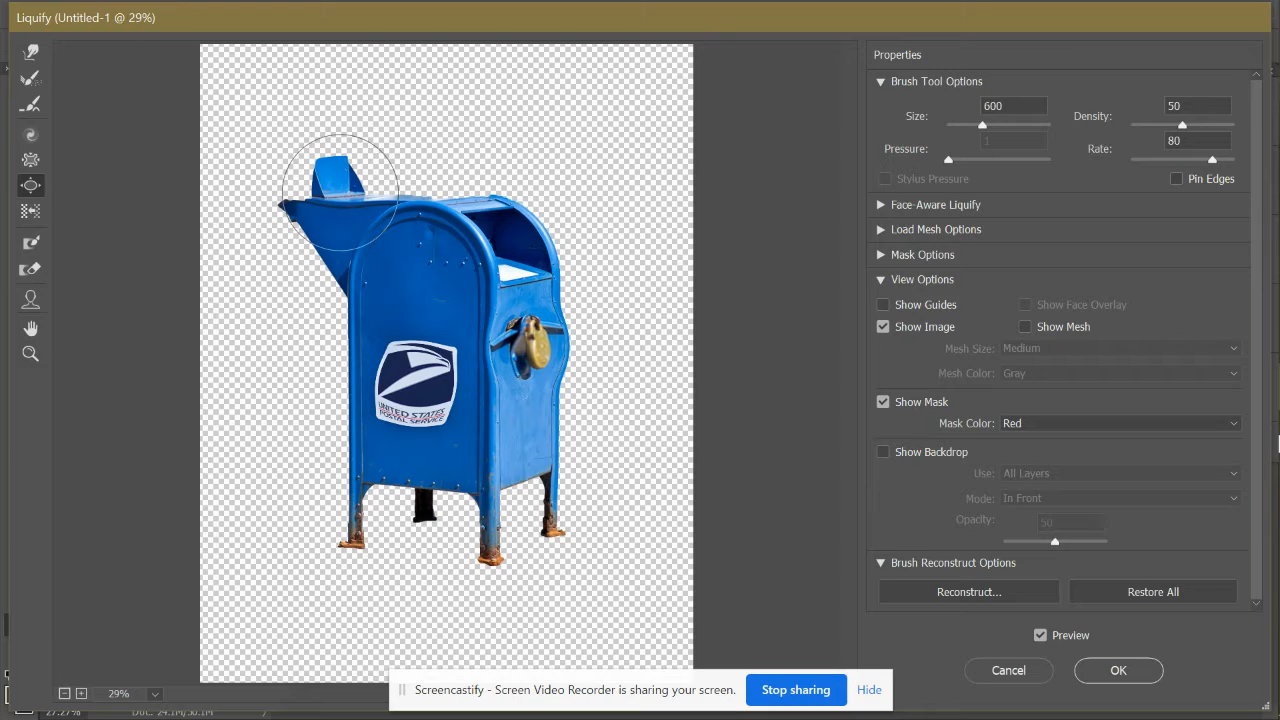 Liquify (Untitled-1 @ 29%)
Properties
Brush Tool Options
Size: 600
Density: 50
Pressure: 1
Rate: 80
Stylus Pressure
Pin Edges
Face-Aware Liquify
Load Mesh Options
Mask Options
View Options
Show Guides
Show Face Overlay
Show Image
Show Mesh
Mesh Size: Medium
Mesh Color: Gray
Show Mask
Mask Color: Red
Show Backdrop
Use: All Layers
Mode: In Front
Opacity: 50
Brush Reconstruct Options
Reconstruct...
Restore All
Preview
Cancel
OK
UNITED STATES
POSTAL SERVICE
29%
Screencastify - Screen Video Recorder is sharing your screen.
Stop sharing
Hide
27.27%